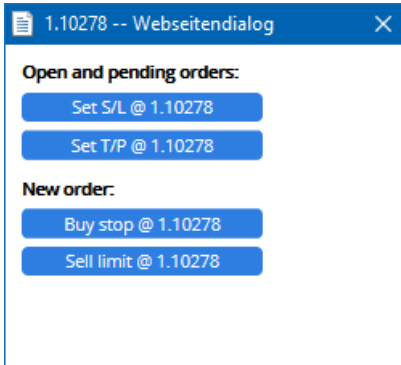 1.10278 -- Webseitendialog
Open and pending orders:
Set S/L @ 1.10278
Set T/P @ 1.10278
New order:
Buy stop @ 1.10278
Sell limit @ 1.10278